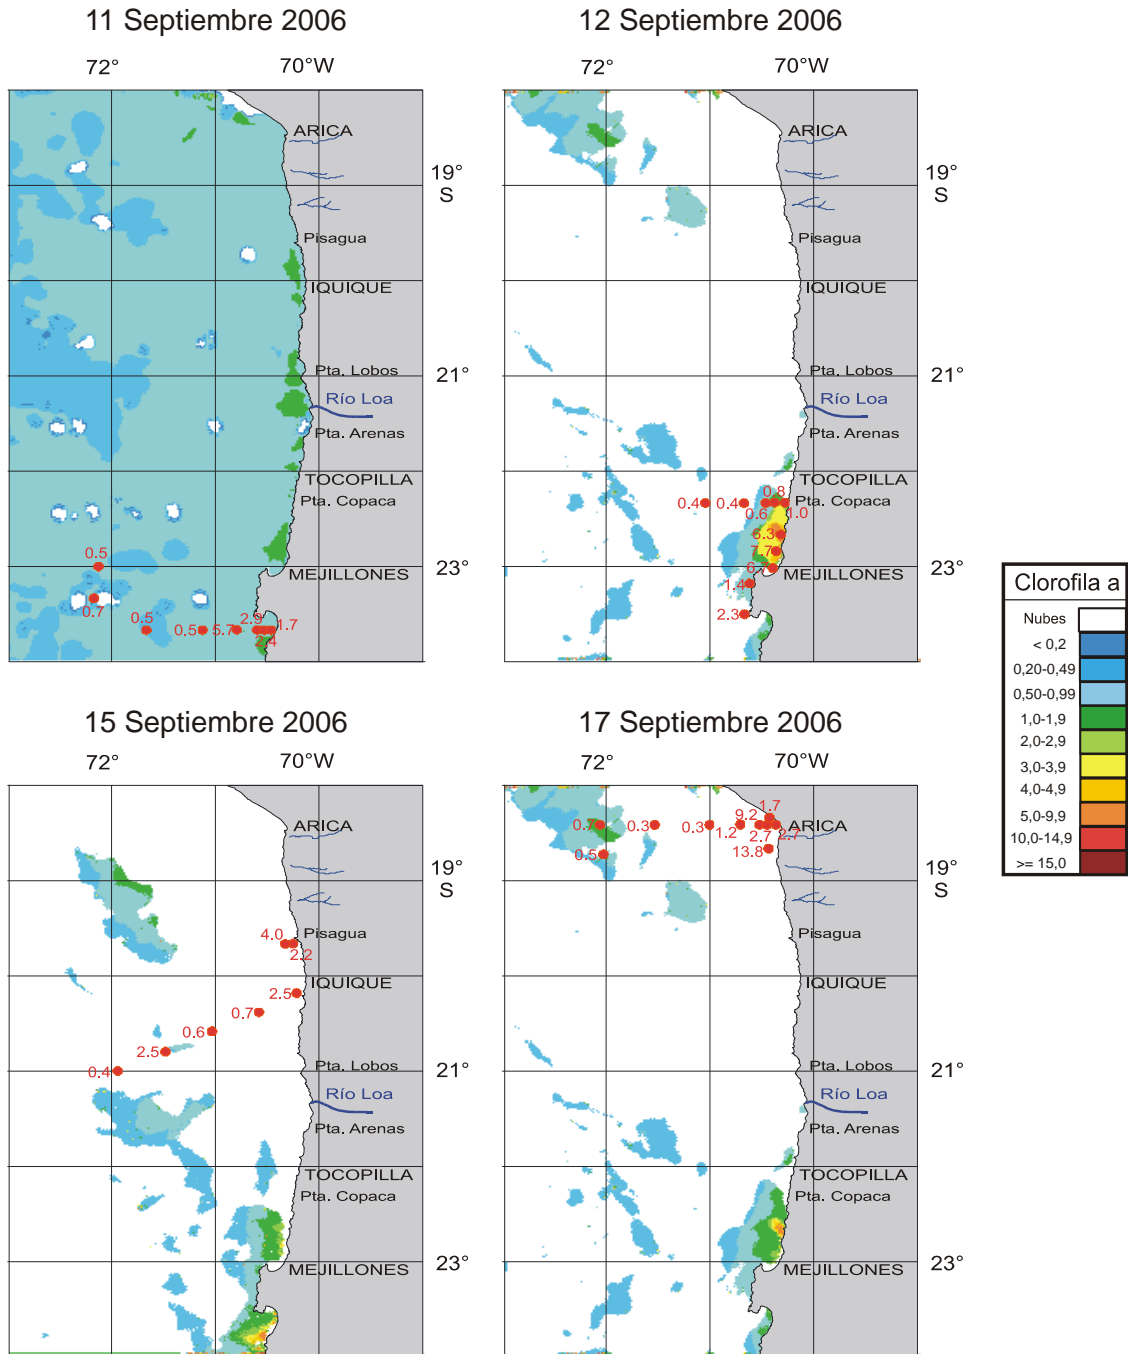 11 Septiembre 2006
72°
70°W
ARICA
19°
S
Pisagua
IQUIQUE
Pta. Lobos
21°
Río Loa
Pta. Arenas
TOCOPILLA
Pta. Copaca
0.5
23°
MEJILLONES
0.7
0.5
0.5
5.7
2.9
1.7
2.4
12 Septiembre 2006
72°
70°W
ARICA
19°
S
Pisagua
IQUIQUE
Pta. Lobos
21°
Río Loa
Pta. Arenas
TOCOPILLA
0.8
Pta. Copaca
0.4
0.4
0.6
1.0
6.3
7.7
6.7
23°
MEJILLONES
1.4
2.3
Clorofila a
Nubes
< 0,2
0,20-0,49
0,50-0,99
1,0-1,9
2,0-2,9
3,0-3,9
4,0-4,9
5,0-9,9
10,0-14,9
>= 15,0
15 Septiembre 2006
72°
70°W
ARICA
19°
S
4.0
Pisagua
2.2
IQUIQUE
2.5
0.7
0.6
2.5
Pta. Lobos
0.4
21°
Río Loa
Pta. Arenas
TOCOPILLA
Pta. Copaca
23°
MEJILLONES
17 Septiembre 2006
72°
70°W
1.7
9.2
0.7
0.3
0.3
ARICA
1.2
2.7
2.7
13.8
0.5
19°
S
Pisagua
IQUIQUE
Pta. Lobos
21°
Río Loa
Pta. Arenas
TOCOPILLA
Pta. Copaca
23°
MEJILLONES